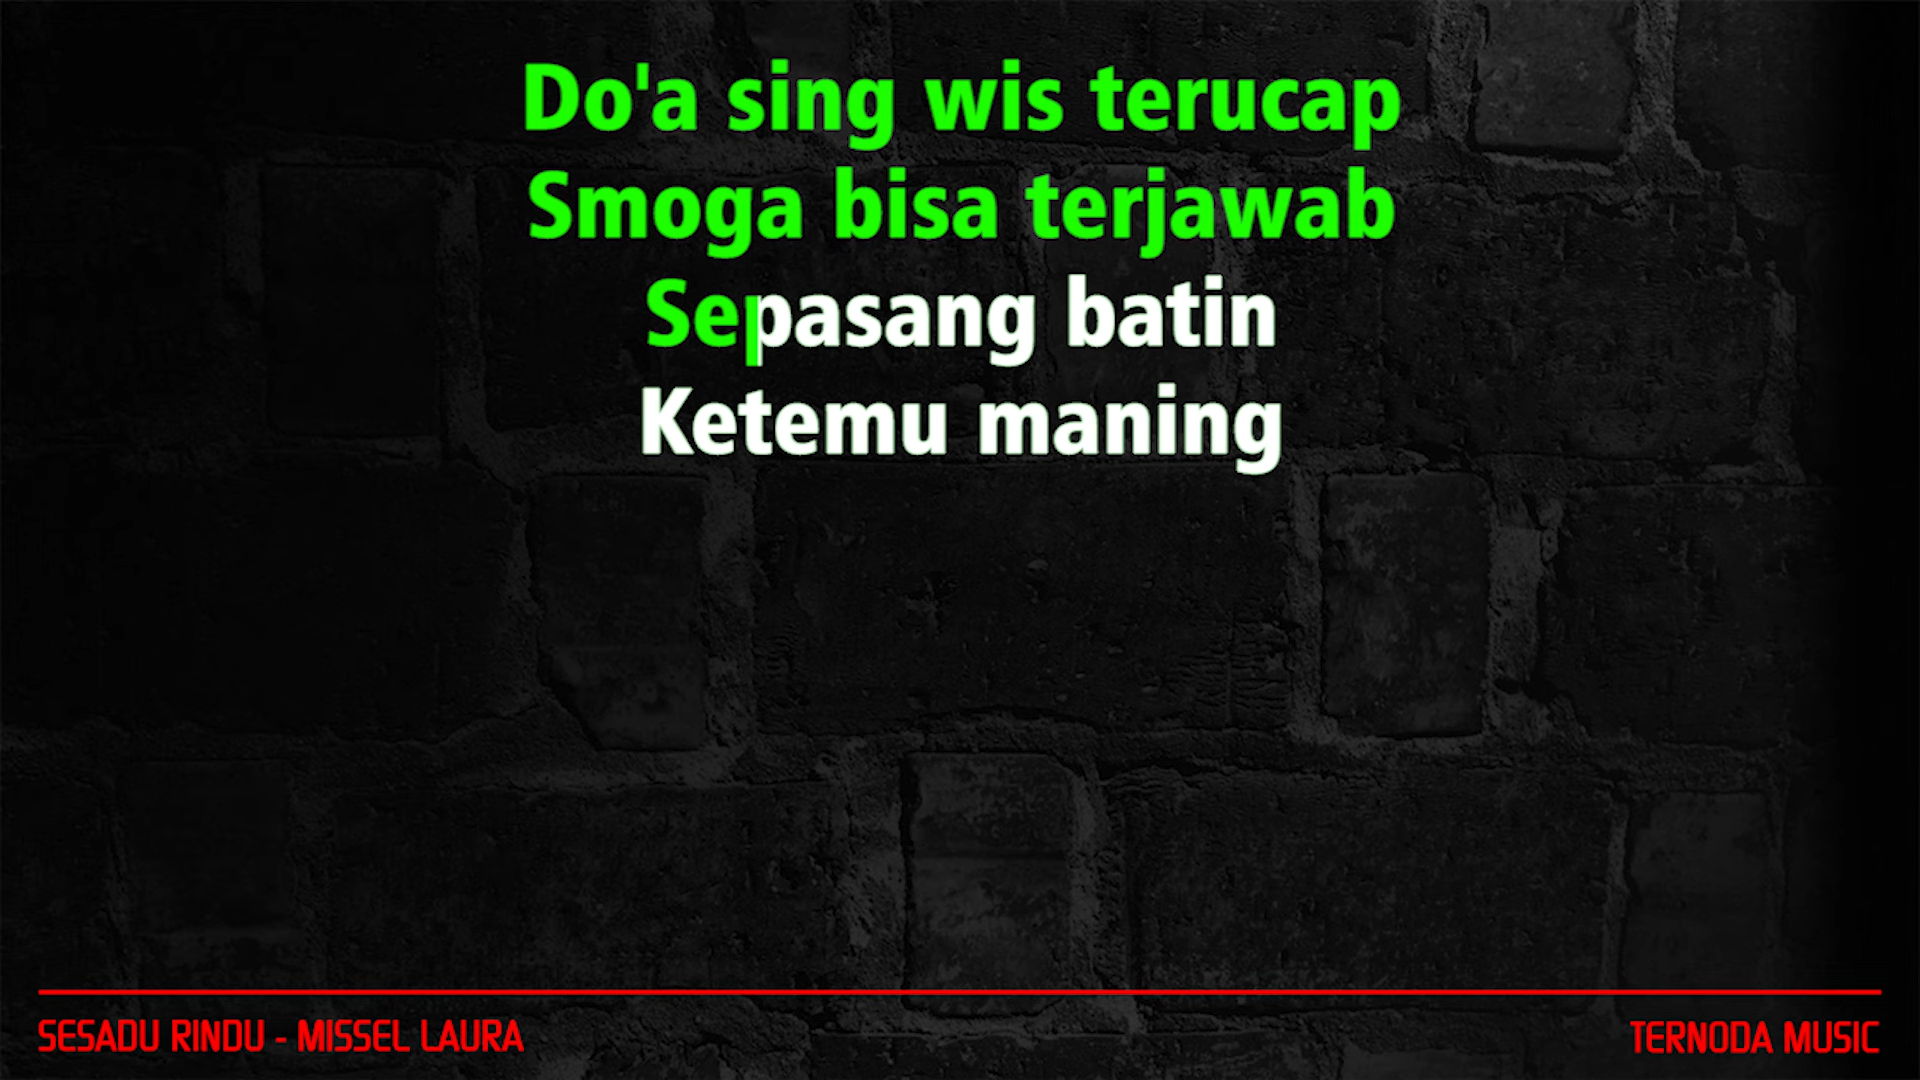 Do'a sing wis terucap
Smoga bisa terjawab
Sepasang batin
Ketemu maning
SESADU RINDU - MISSEL LAURA
TERNODA MUSIC